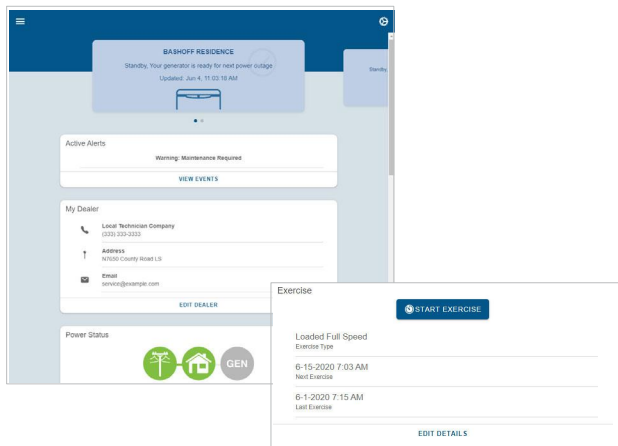 BASHOFF RESIDENCE
Standby, Your generator is ready for next power outage
Updated: Jun 4, 11:03:18 AM
Standby,
Active Alerts
Warning: Maintenance Required
VIEW EVENTS
My Dealer
Local Technician Company
(333) 333-3333
Address
N7650 County Road LS
Email
service@example.com
EDIT DEALER
Power Status
GEN
Exercise
START EXERCISE
Loaded Full Speed
Exercise Type
6-15-2020 7:03 AM
Next Exercise
6-1-2020 7:15 AM
Last Exercise
EDIT DETAILS